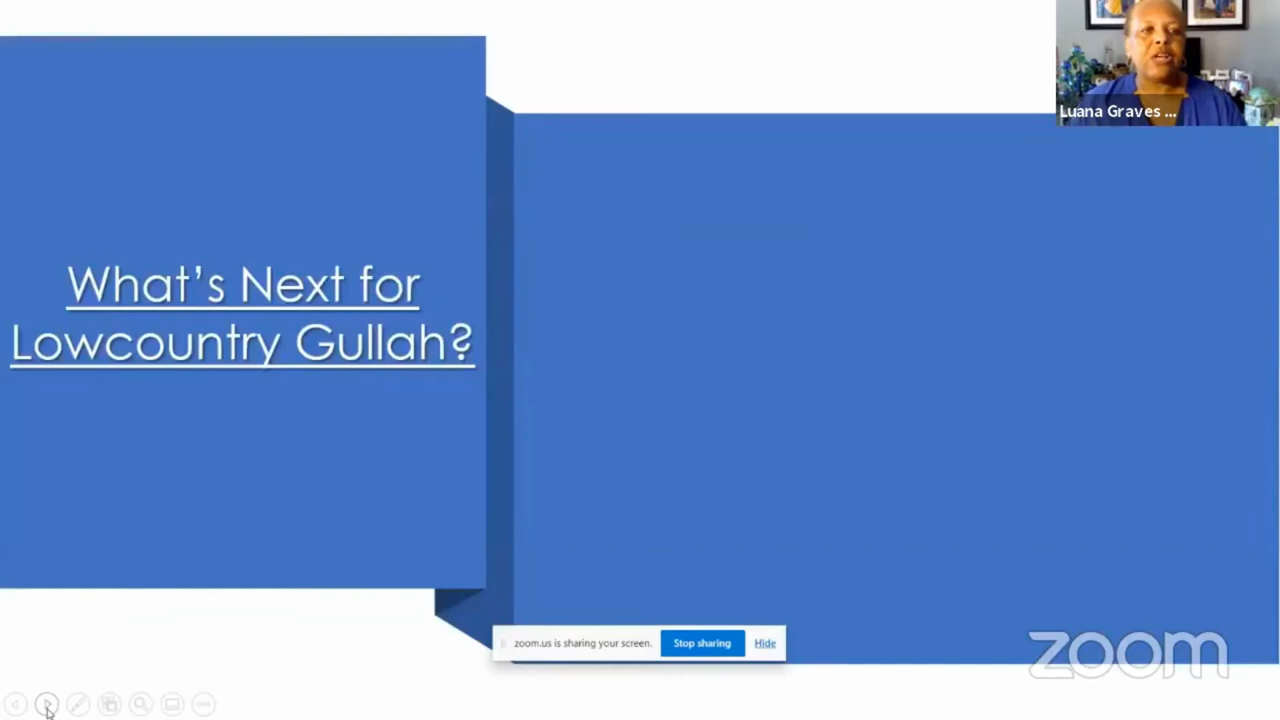 Luana Graves ...
What's Next for
Lowcountry Gullah?
zoom.us is sharing your screen. Stop sharing Hide
zoom